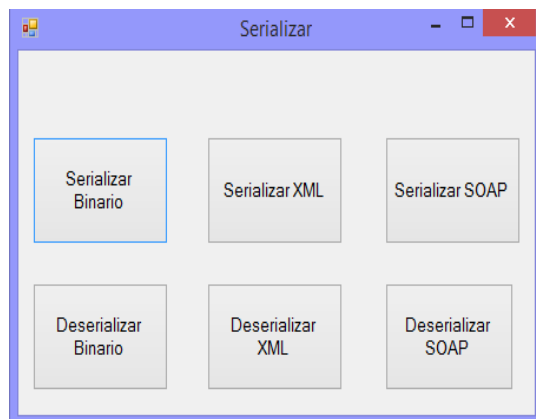 Serializar
Serializar
Binario
Serializar XML
Serializar SOAP
Deserializar
Binario
Deserializar
XML
Deserializar
SOAP